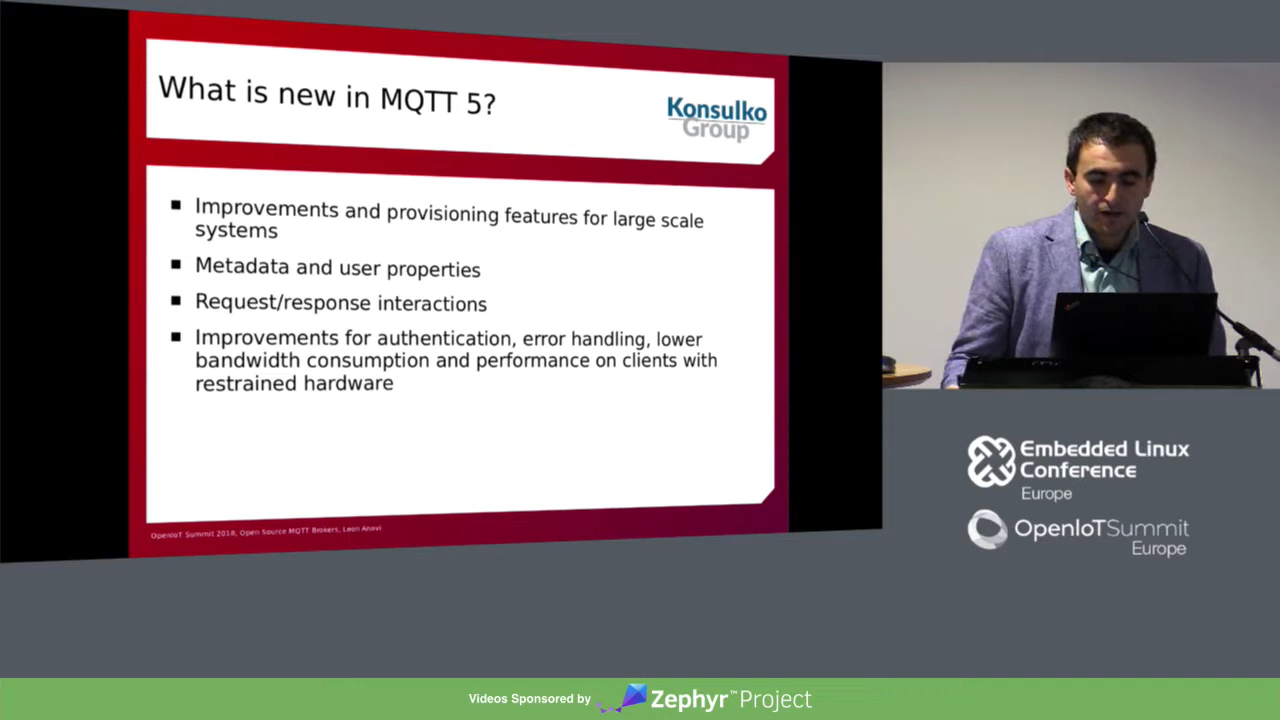 What is new in MQTT 5?
Konsulko
Group
■ Improvements and provisioning features for large scale
systems
■ Metadata and user properties
■ Request/response interactions
■ Improvements for authentication, error handling, lower
bandwidth consumption and performance on clients with
restrained hardware
OpenIoT Summit 2018, Open Source MQTT Brokers, Leon Anavi
Embedded Linux
Conference
Europe
OpenIoTSummit
Europe
Videos Sponsored by Zephyr™Project